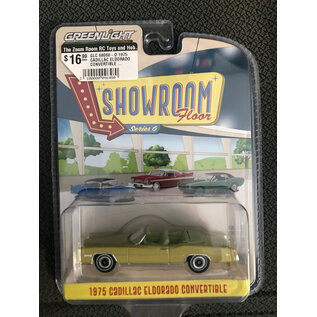 GREENLIGHT
The Zoom Room RC Toys and Hob
$16.99
GLC 68060 - D 1975
CADILLAC ELDORADO
CONVERTIBLE
SHOWROOM
Floor
Series 6
1975 CADILLAC ELDORADO CONVERTIBLE